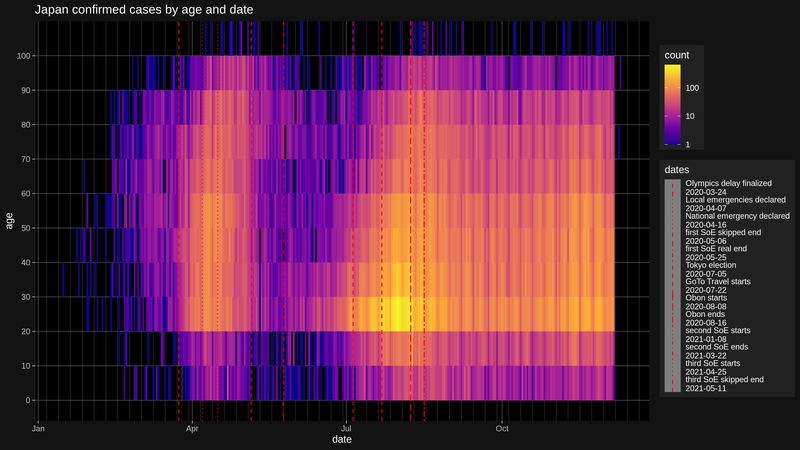 Japan confirmed cases by age and date
100
90
80
70
60
50
40
30
20
10
0
age
Jan
Apr
Jul
Oct
date
count
100
10
1
dates
Olympics delay finalized
2020-03-24
Local emergencies declared
2020-04-07
National emergency declared
2020-04-16
first SoE skipped end
2020-05-06
first SoE real end
2020-05-25
Tokyo election
2020-07-05
GoTo Travel starts
2020-07-22
Obon starts
2020-08-08
Obon ends
2020-08-16
second SoE starts
2021-01-08
second SoE ends
2021-03-22
third SoE starts
2021-04-25
third SoE skipped end
2021-05-11